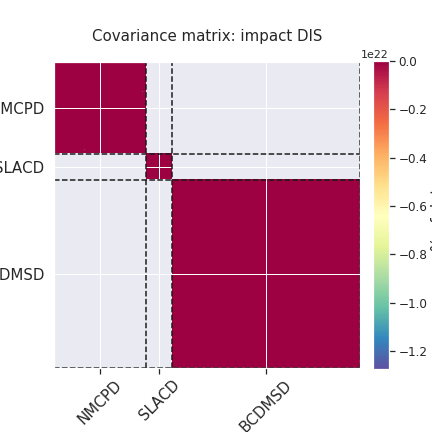 Covariance matrix: impact DIS
1e22
0.0
MCPD
−0.2
SLACD
−0.4
−0.6
DMSD
−0.8
−1.0
−1.2
NMCPD
SLACD
BCDMSD